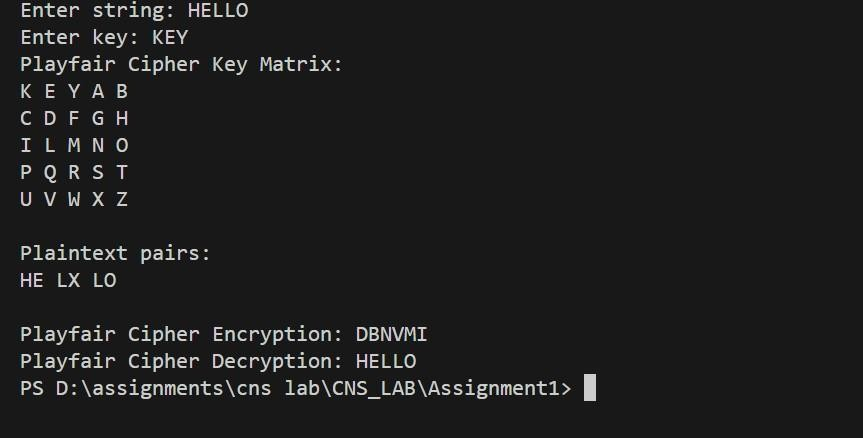 Enter string: HELLO
Enter key: KEY
Playfair Cipher Key Matrix:
K E Y A B
C D F G H
I L M N O
P Q R S T
U V W X Z
Plaintext pairs:
HE LX LO
Playfair Cipher Encryption: DBNVMI
Playfair Cipher Decryption: HELLO
PS D:\assignments\cns lab\CNS_LAB\Assignment1>